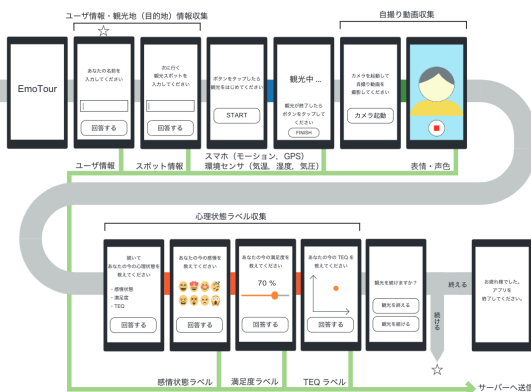 ユーザ情報・観光地（目的地）情報収集
自撮り動画収集
EmoTour
あなたの名前を
入力してください
回答する
次に行く
観光スポットを
入力してください
回答する
ボタンをタップしたら
観光をはじめてください
START
観光中 ...
観光が終了したら
ボタンをタップして
ください
FINISH
カメラを起動して
自撮り動画を
撮影してください
カメラ起動
ユーザ情報
スポット情報
スマホ（モーション, GPS）
環境センサ（気温, 湿度, 気圧）
表情・声色
心理状態ラベル収集
続いて
あなたの今の心理状態を
教えてください
- 感情状態
- 満足度
- TEQ
回答する
あなたの今の感情を
教えてください
回答する
あなたの今の満足度を
教えてください
70 %
回答する
あなたの今の TEQ を
教えてください
回答する
観光を続けますか？
観光を終える
観光を続ける
終える
続ける
お疲れ様でした。
アプリを
終了してください。
感情状態ラベル
満足度ラベル
TEQ ラベル
サーバーへ送信